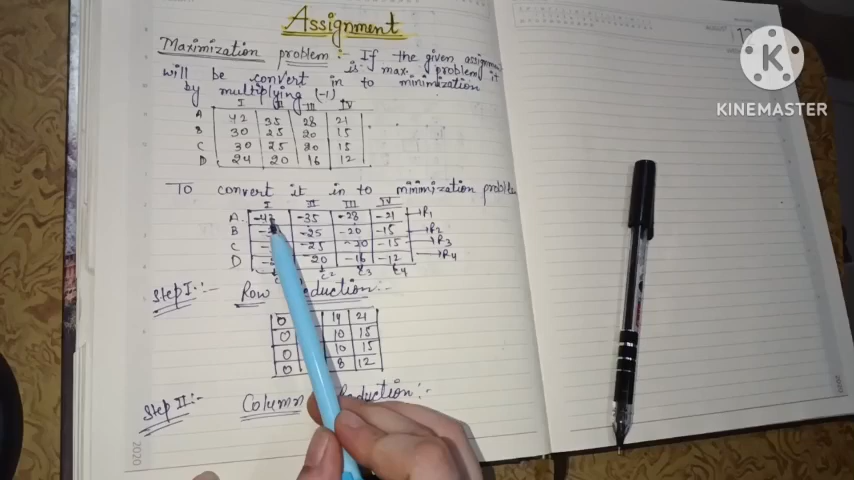 Assignment
Maximization problem :- If the given assignm
is max. problem it
will be convert in to minimization
by multiplying (-1)
I II III IV
A 42 35 28 21
B 30 25 20 15
C 30 25 20 15
D 24 20 16 12
To convert it in to minimization problem
I II III IV
A. -42 -35 -28 -21 R1
B -25 -20 -15 R2
C -25 -20 -15 R3
D -20 -16 -12 R4
C2 C3 C4
Step I:- Row duction:-
0 14 21
0 10 15
0 10 15
0 8 12
Step II:- Column duction:-
2020
KINEMASTER